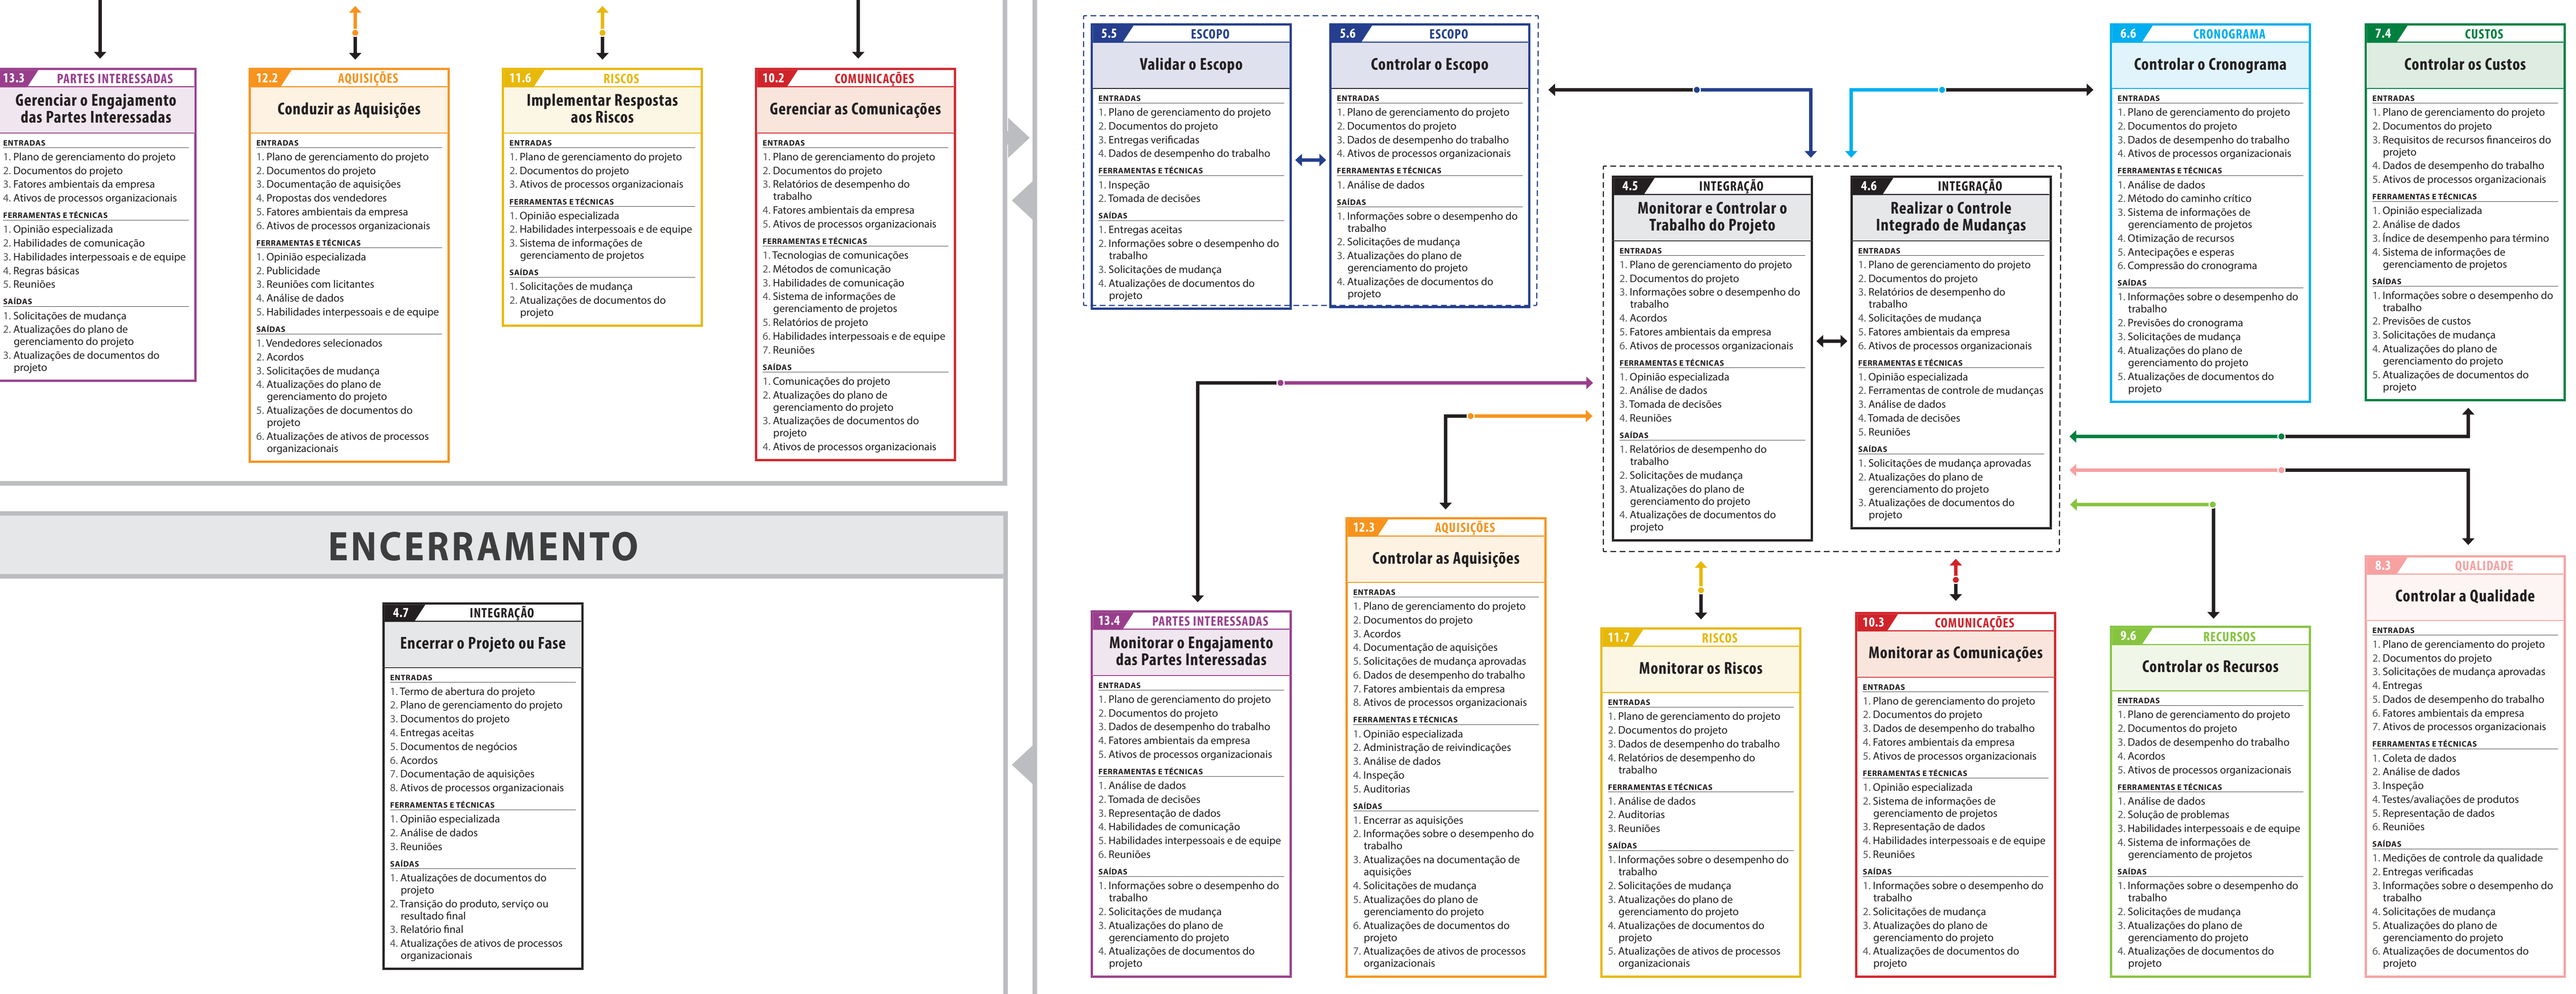 13.3 PARTES INTERESSADAS
Gerenciar o Engajamento
das Partes Interessadas
ENTRADAS
1. Plano de gerenciamento do projeto
2. Documentos do projeto
3. Fatores ambientais da empresa
4. Ativos de processos organizacionais
FERRAMENTAS E TÉCNICAS
1. Opinião especializada
2. Habilidades de comunicação
3. Habilidades interpessoais e de equipe
4. Regras básicas
5. Reuniões
SAÍDAS
1. Solicitações de mudança
2. Atualizações do plano de
gerenciamento do projeto
3. Atualizações de documentos do
projeto
12.2 AQUISIÇÕES
Conduzir as Aquisições
ENTRADAS
1. Plano de gerenciamento do projeto
2. Documentos do projeto
3. Documentação de aquisições
4. Propostas dos vendedores
5. Fatores ambientais da empresa
6. Ativos de processos organizacionais
FERRAMENTAS E TÉCNICAS
1. Opinião especializada
2. Publicidade
3. Reuniões com licitantes
4. Análise de dados
5. Habilidades interpessoais e de equipe
SAÍDAS
1. Vendedores selecionados
2. Acordos
3. Solicitações de mudança
4. Atualizações do plano de
gerenciamento do projeto
5. Atualizações de documentos do
projeto
6. Atualizações de ativos de processos
organizacionais
11.6 RISCOS
Implementar Respostas
aos Riscos
ENTRADAS
1. Plano de gerenciamento do projeto
2. Documentos do projeto
3. Ativos de processos organizacionais
FERRAMENTAS E TÉCNICAS
1. Opinião especializada
2. Habilidades interpessoais e de equipe
3. Sistema de informações de
gerenciamento de projetos
SAÍDAS
1. Solicitações de mudança
2. Atualizações de documentos do
projeto
10.2 COMUNICAÇÕES
Gerenciar as Comunicações
ENTRADAS
1. Plano de gerenciamento do projeto
2. Documentos do projeto
3. Relatórios de desempenho do
trabalho
4. Fatores ambientais da empresa
5. Ativos de processos organizacionais
FERRAMENTAS E TÉCNICAS
1. Tecnologias de comunicações
2. Métodos de comunicação
3. Habilidades de comunicação
4. Sistema de informações de
gerenciamento de projetos
5. Relatórios de projeto
6. Habilidades interpessoais e de equipe
7. Reuniões
SAÍDAS
1. Comunicações do projeto
2. Atualizações do plano de
gerenciamento do projeto
3. Atualizações de documentos do
projeto
4. Ativos de processos organizacionais
ENCERRAMENTO
4.7 INTEGRAÇÃO
Encerrar o Projeto ou Fase
ENTRADAS
1. Termo de abertura do projeto
2. Plano de gerenciamento do projeto
3. Documentos do projeto
4. Entregas aceitas
5. Documentos de negócios
6. Acordos
7. Documentação de aquisições
8. Ativos de processos organizacionais
FERRAMENTAS E TÉCNICAS
1. Opinião especializada
2. Análise de dados
3. Reuniões
SAÍDAS
1. Atualizações de documentos do
projeto
2. Transição do produto, serviço ou
resultado final
3. Relatório final
4. Atualizações de ativos de processos
organizacionais
5.5 ESCOPO
Validar o Escopo
ENTRADAS
1. Plano de gerenciamento do projeto
2. Documentos do projeto
3. Entregas verificadas
4. Dados de desempenho do trabalho
FERRAMENTAS E TÉCNICAS
1. Inspeção
2. Tomada de decisões
SAÍDAS
1. Entregas aceitas
2. Informações sobre o desempenho do
trabalho
3. Solicitações de mudança
4. Atualizações de documentos do
projeto
5.6 ESCOPO
Controlar o Escopo
ENTRADAS
1. Plano de gerenciamento do projeto
2. Documentos do projeto
3. Dados de desempenho do trabalho
4. Ativos de processos organizacionais
FERRAMENTAS E TÉCNICAS
1. Análise de dados
SAÍDAS
1. Informações sobre o desempenho do
trabalho
2. Solicitações de mudança
3. Atualizações do plano de
gerenciamento do projeto
4. Atualizações de documentos do
projeto
4.5 INTEGRAÇÃO
Monitorar e Controlar o
Trabalho do Projeto
ENTRADAS
1. Plano de gerenciamento do projeto
2. Documentos do projeto
3. Informações sobre o desempenho do
trabalho
4. Acordos
5. Fatores ambientais da empresa
6. Ativos de processos organizacionais
FERRAMENTAS E TÉCNICAS
1. Opinião especializada
2. Análise de dados
3. Tomada de decisões
4. Reuniões
SAÍDAS
1. Relatórios de desempenho do
trabalho
2. Solicitações de mudança
3. Atualizações do plano de
gerenciamento do projeto
4. Atualizações de documentos do
projeto
4.6 INTEGRAÇÃO
Realizar o Controle
Integrado de Mudanças
ENTRADAS
1. Plano de gerenciamento do projeto
2. Documentos do projeto
3. Relatórios de desempenho do
trabalho
4. Solicitações de mudança
5. Fatores ambientais da empresa
6. Ativos de processos organizacionais
FERRAMENTAS E TÉCNICAS
1. Opinião especializada
2. Ferramentas de controle de mudanças
3. Análise de dados
4. Tomada de decisões
5. Reuniões
SAÍDAS
1. Solicitações de mudança aprovadas
2. Atualizações do plano de
gerenciamento do projeto
3. Atualizações de documentos do
projeto
6.6 CRONOGRAMA
Controlar o Cronograma
ENTRADAS
1. Plano de gerenciamento do projeto
2. Documentos do projeto
3. Dados de desempenho do trabalho
4. Ativos de processos organizacionais
FERRAMENTAS E TÉCNICAS
1. Análise de dados
2. Método do caminho crítico
3. Sistema de informações de
gerenciamento de projetos
4. Otimização de recursos
5. Antecipações e esperas
6. Compressão do cronograma
SAÍDAS
1. Informações sobre o desempenho do
trabalho
2. Previsões do cronograma
3. Solicitações de mudança
4. Atualizações do plano de
gerenciamento do projeto
5. Atualizações de documentos do
projeto
7.4 CUSTOS
Controlar os Custos
ENTRADAS
1. Plano de gerenciamento do projeto
2. Documentos do projeto
3. Requisitos de recursos financeiros do
projeto
4. Dados de desempenho do trabalho
5. Ativos de processos organizacionais
FERRAMENTAS E TÉCNICAS
1. Opinião especializada
2. Análise de dados
3. Índice de desempenho para término
4. Sistema de informações de
gerenciamento de projetos
SAÍDAS
1. Informações sobre o desempenho do
trabalho
2. Previsões de custos
3. Solicitações de mudança
4. Atualizações do plano de
gerenciamento do projeto
5. Atualizações de documentos do
projeto
13.4 PARTES INTERESSADAS
Monitorar o Engajamento
das Partes Interessadas
ENTRADAS
1. Plano de gerenciamento do projeto
2. Documentos do projeto
3. Dados de desempenho do trabalho
4. Fatores ambientais da empresa
5. Ativos de processos organizacionais
FERRAMENTAS E TÉCNICAS
1. Análise de dados
2. Tomada de decisões
3. Representação de dados
4. Habilidades de comunicação
5. Habilidades interpessoais e de equipe
6. Reuniões
SAÍDAS
1. Informações sobre o desempenho do
trabalho
2. Solicitações de mudança
3. Atualizações do plano de
gerenciamento do projeto
4. Atualizações de documentos do
projeto
12.3 AQUISIÇÕES
Controlar as Aquisições
ENTRADAS
1. Plano de gerenciamento do projeto
2. Documentos do projeto
3. Acordos
4. Documentação de aquisições
5. Solicitações de mudança aprovadas
6. Dados de desempenho do trabalho
7. Fatores ambientais da empresa
8. Ativos de processos organizacionais
FERRAMENTAS E TÉCNICAS
1. Opinião especializada
2. Administração de reivindicações
3. Análise de dados
4. Inspeção
5. Auditorias
SAÍDAS
1. Encerrar as aquisições
2. Informações sobre o desempenho do
trabalho
3. Atualizações na documentação de
aquisições
4. Solicitações de mudança
5. Atualizações do plano de
gerenciamento do projeto
6. Atualizações de documentos do
projeto
7. Atualizações de ativos de processos
organizacionais
11.7 RISCOS
Monitorar os Riscos
ENTRADAS
1. Plano de gerenciamento do projeto
2. Documentos do projeto
3. Dados de desempenho do trabalho
4. Relatórios de desempenho do
trabalho
FERRAMENTAS E TÉCNICAS
1. Análise de dados
2. Auditorias
3. Reuniões
SAÍDAS
1. Informações sobre o desempenho do
trabalho
2. Solicitações de mudança
3. Atualizações do plano de
gerenciamento do projeto
4. Atualizações de documentos do
projeto
5. Atualizações de ativos de processos
organizacionais
10.3 COMUNICAÇÕES
Monitorar as Comunicações
ENTRADAS
1. Plano de gerenciamento do projeto
2. Documentos do projeto
3. Dados de desempenho do trabalho
4. Fatores ambientais da empresa
5. Ativos de processos organizacionais
FERRAMENTAS E TÉCNICAS
1. Opinião especializada
2. Sistema de informações de
gerenciamento de projetos
3. Representação de dados
4. Habilidades interpessoais e de equipe
5. Reuniões
SAÍDAS
1. Informações sobre o desempenho do
trabalho
2. Solicitações de mudança
3. Atualizações do plano de
gerenciamento do projeto
4. Atualizações de documentos do
projeto
9.6 RECURSOS
Controlar os Recursos
ENTRADAS
1. Plano de gerenciamento do projeto
2. Documentos do projeto
3. Dados de desempenho do trabalho
4. Acordos
5. Ativos de processos organizacionais
FERRAMENTAS E TÉCNICAS
1. Análise de dados
2. Solução de problemas
3. Habilidades interpessoais e de equipe
4. Sistema de informações de
gerenciamento de projetos
SAÍDAS
1. Informações sobre o desempenho do
trabalho
2. Solicitações de mudança
3. Atualizações do plano de
gerenciamento do projeto
4. Atualizações de documentos do
projeto
8.3 QUALIDADE
Controlar a Qualidade
ENTRADAS
1. Plano de gerenciamento do projeto
2. Documentos do projeto
3. Solicitações de mudança aprovadas
4. Entregas
5. Dados de desempenho do trabalho
6. Fatores ambientais da empresa
7. Ativos de processos organizacionais
FERRAMENTAS E TÉCNICAS
1. Coleta de dados
2. Análise de dados
3. Inspeção
4. Testes/avaliações de produtos
5. Representação de dados
6. Reuniões
SAÍDAS
1. Medições de controle da qualidade
2. Entregas verificadas
3. Informações sobre o desempenho do
trabalho
4. Solicitações de mudança
5. Atualizações do plano de
gerenciamento do projeto
6. Atualizações de documentos do
projeto